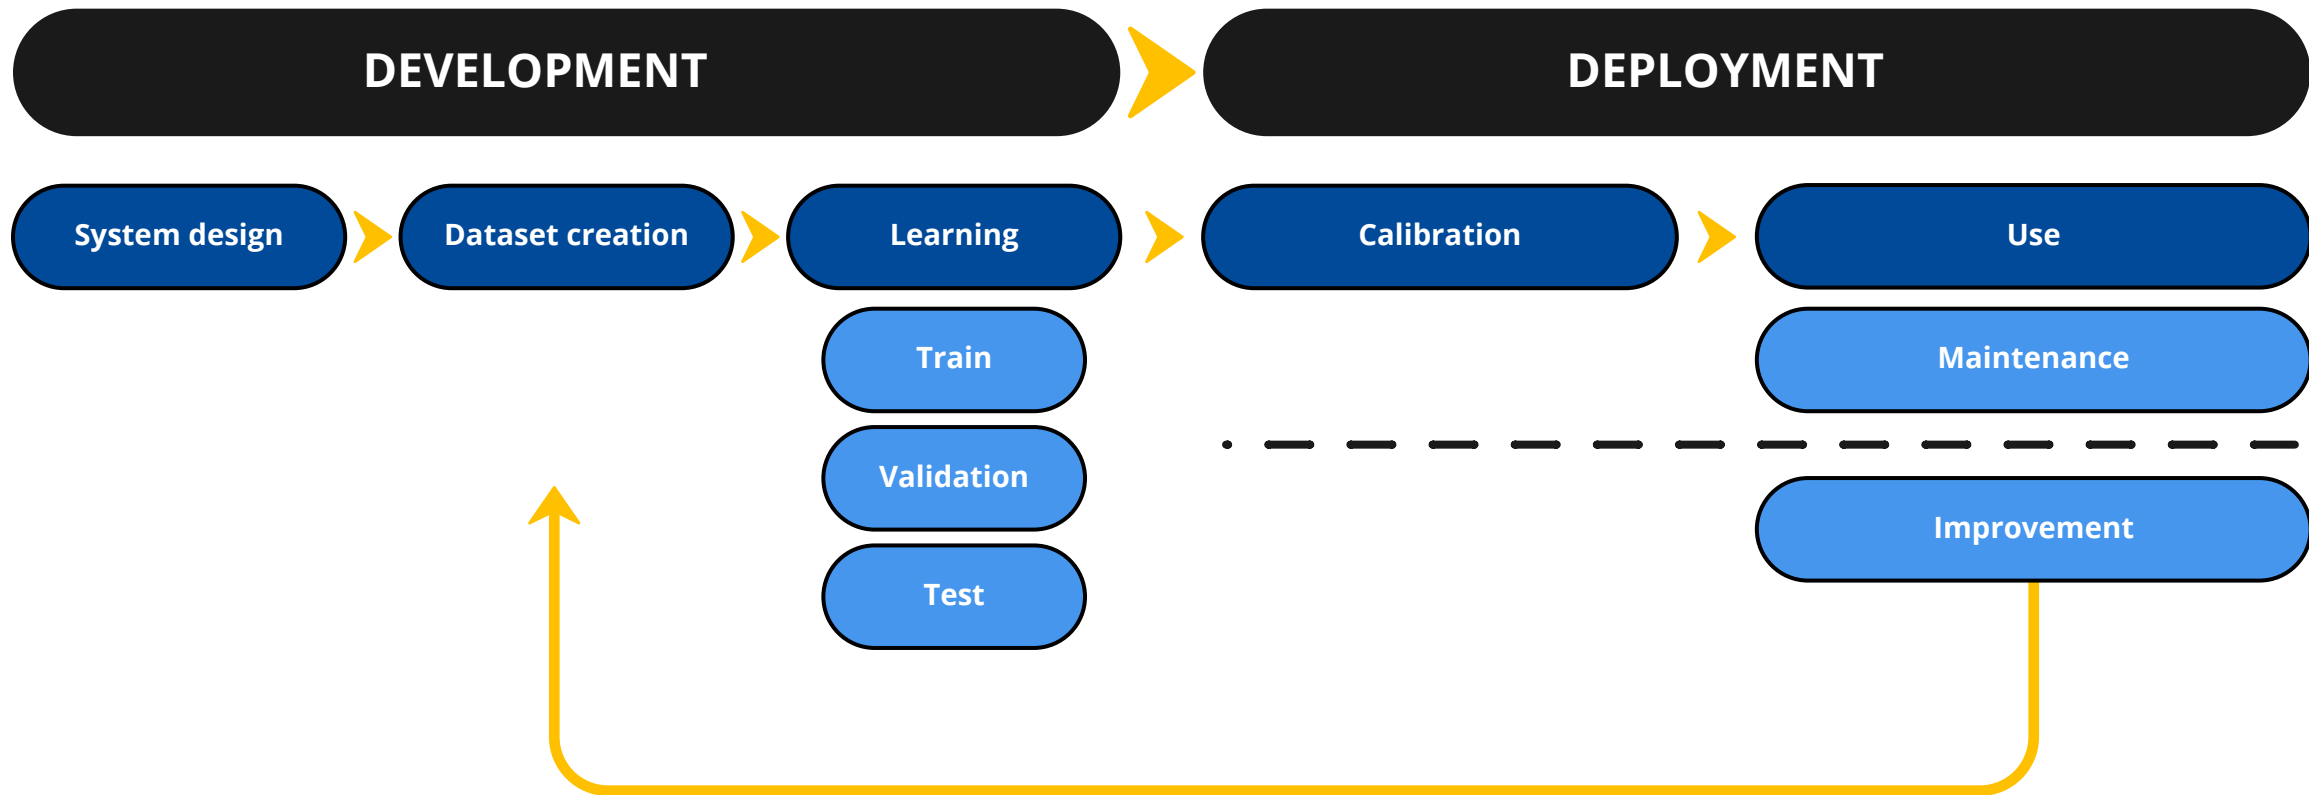 DEVELOPMENT
DEPLOYMENT
System design
Dataset creation
Learning
Calibration
Use
Train
Maintenance
Validation
Improvement
Test